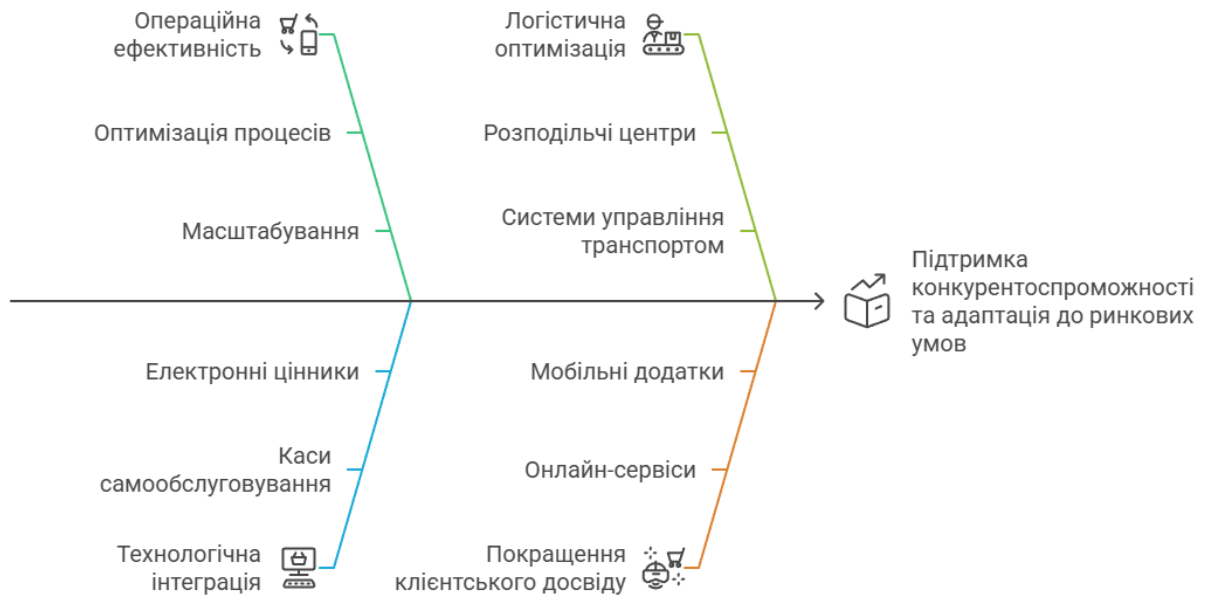 Операційна
ефективність
Логістична
оптимізація
Оптимізація процесів
Розподільчі центри
Масштабування
Системи управління
транспортом
Підтримка
конкурентоспроможності
та адаптація до ринкових
умов
Електронні цінники
Мобільні додатки
Каси
самообслуговування
Онлайн-сервіси
Технологічна
інтеграція
Покращення
клієнтського досвіду